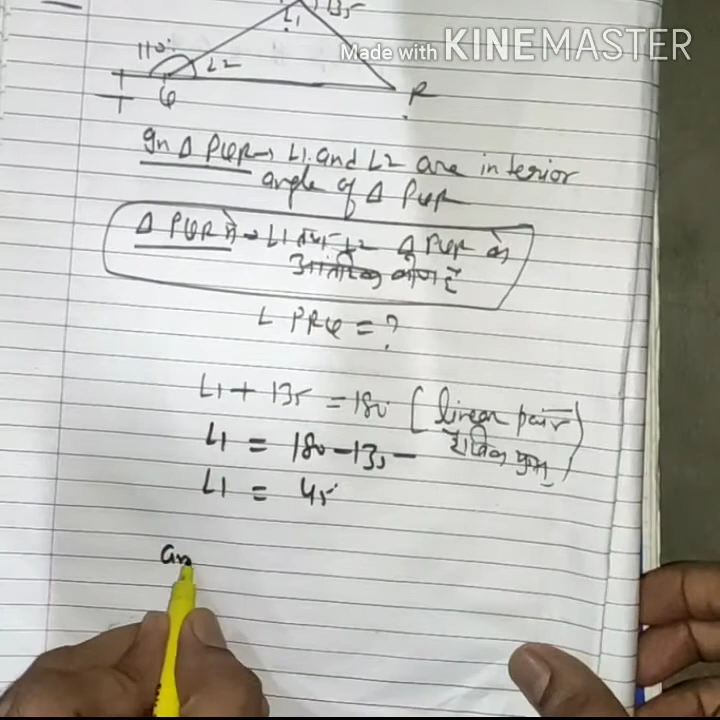 ∠1 135
Made with KINEMASTER
110° ∠2
Q R
In Δ PQR → ∠1 and ∠2 are interior
angle of Δ PQR
Δ PQR में → ∠1 तथा ∠2 Δ PQR के
आंतरिक कोण हैं
∠ PRQ = ?
∠1 + 135 = 180 ( linear pair
रैखिक युग्म )
∠1 = 180 - 135
∠1 = 45°
an